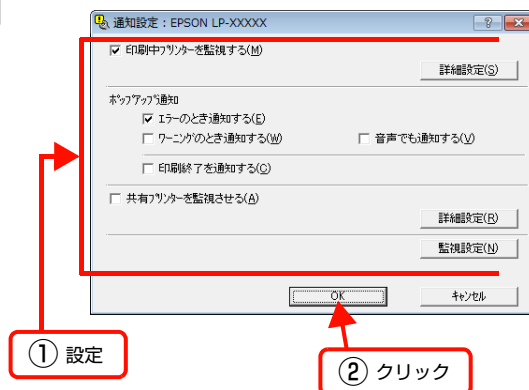 通知設定：EPSON LP-XXXXX
印刷中プリンターを監視する(M)
詳細設定(S)
ポップアップ通知
エラーのとき通知する(E)
ワーニングのとき通知する(W) 音声でも通知する(V)
印刷終了を通知する(C)
共有プリンターを監視させる(A)
詳細設定(R)
監視設定(N)
OK キャンセル
① 設定
② クリック